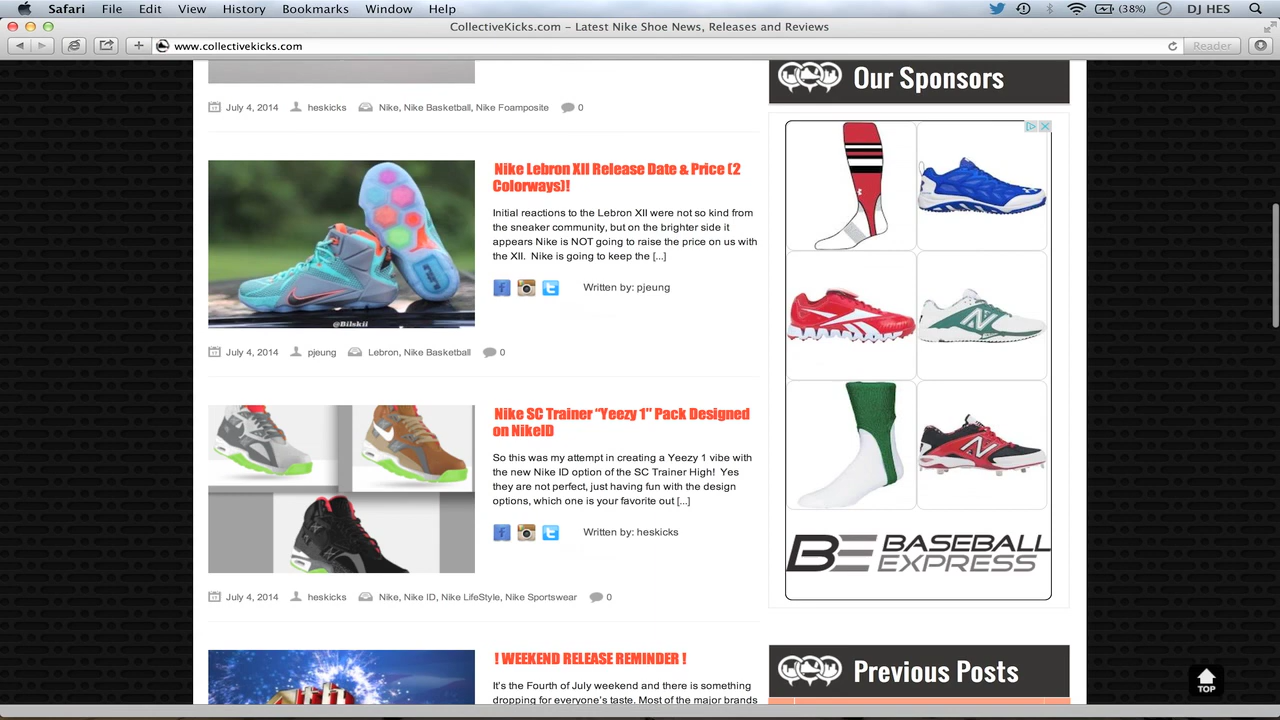 Safari File Edit View History Bookmarks Window Help (38%) DJ HES
CollectiveKicks.com – Latest Nike Shoe News, Releases and Reviews
www.collectivekicks.com
Reader
July 4, 2014 heskicks Nike, Nike Basketball, Nike Foamposite 0
Nike Lebron XII Release Date & Price (2
Colorways)!
Initial reactions to the Lebron XII were not so kind from
the sneaker community, but on the brighter side it
appears Nike is NOT going to raise the price on us with
the XII. Nike is going to keep the [...]
Written by: pjeung
@Bilskii
July 4, 2014 pjeung Lebron, Nike Basketball 0
Nike SC Trainer “Yeezy 1” Pack Designed
on NikeID
So this was my attempt in creating a Yeezy 1 vibe with
the new Nike ID option of the SC Trainer High! Yes
they are not perfect, just having fun with the design
options, which one is your favorite out [...]
Written by: heskicks
July 4, 2014 heskicks Nike, Nike ID, Nike LifeStyle, Nike Sportswear 0
! WEEKEND RELEASE REMINDER !
It's the Fourth of July weekend and there is something
dropping for everyone's taste. Most of the major brands
Our Sponsors
BE BASEBALL
EXPRESS
Previous Posts
TOP